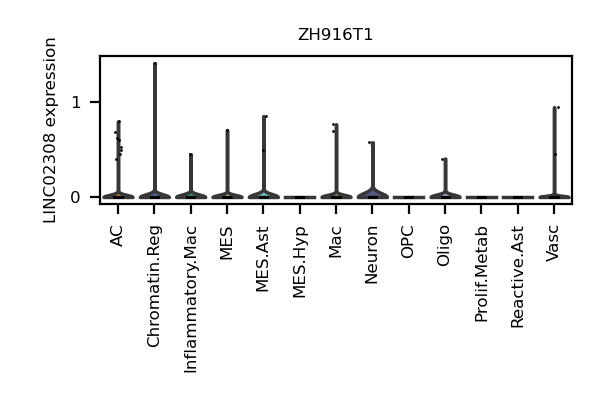 ZH916T1
LINC02308 expression
1
0
AC
Chromatin.Reg
Inflammatory.Mac
MES
MES.Ast
MES.Hyp
Mac
Neuron
OPC
Oligo
Prolif.Metab
Reactive.Ast
Vasc